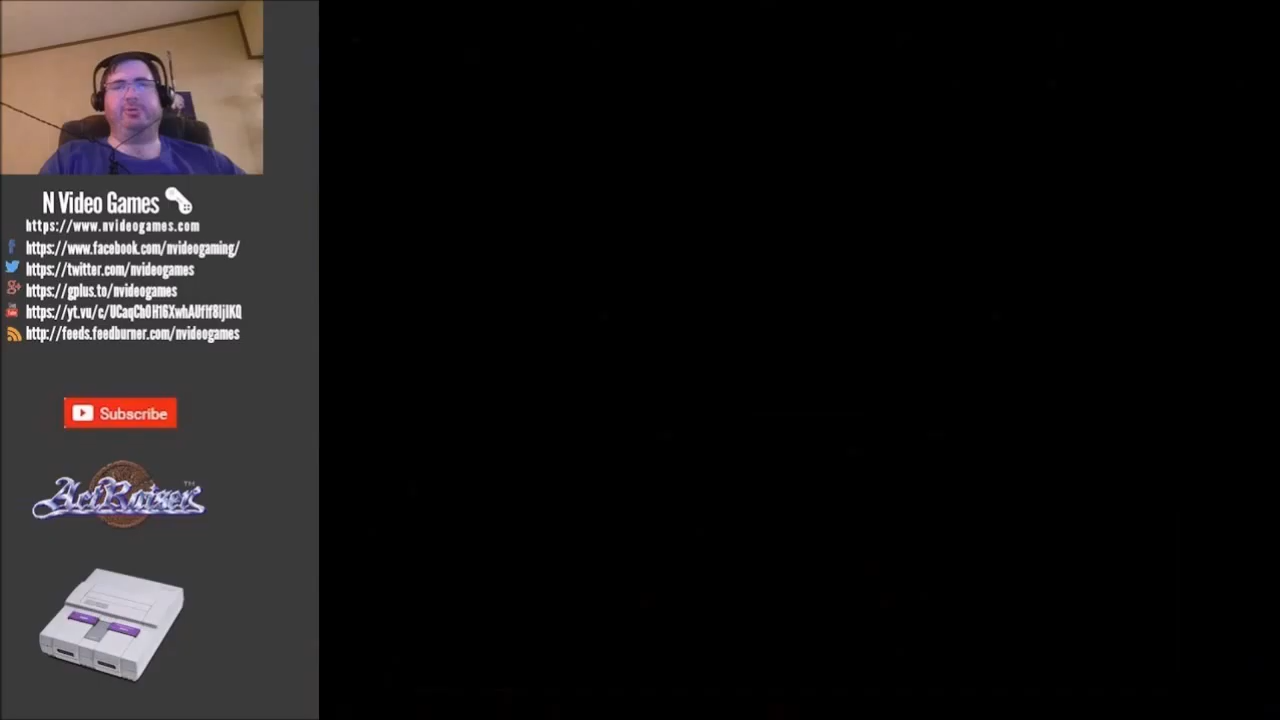 N Video Games
https://www.nvideogames.com
https://www.facebook.com/nvideogaming/
https://twitter.com/nvideogames
https://gplus.to/nvideogames
http://feeds.feedburner.com/nvideogames
Subscribe
ActRaiser™